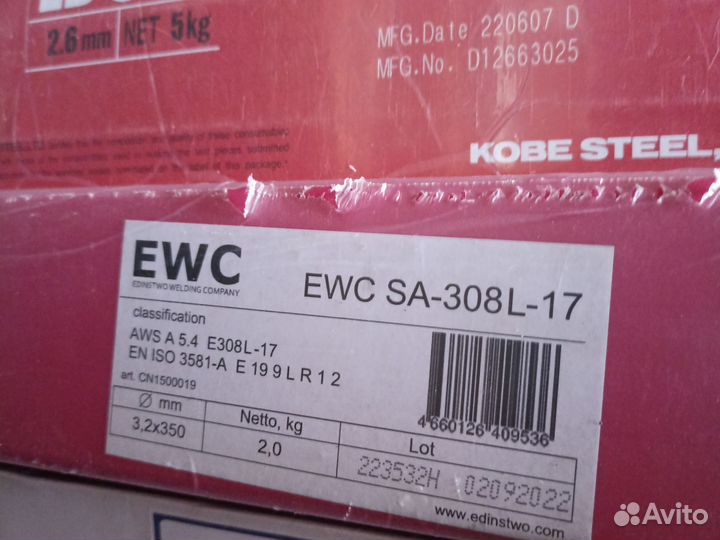 2.6mm NET 5kg
MFG.Date 220607 D
MFG.No. D12663025
KOBE STEEL,
EWC
EDINSTWO WELDING COMPANY
EWC SA-308L-17
classification
AWS A 5.4 E308L-17
EN ISO 3581-A E 19 9 L R 1 2
art. CN1500019
Ø mm
Netto, kg
Lot
3,2x350
2,0
223532H 02092022
4 660126 409536
www.edinstwo.com
Avito